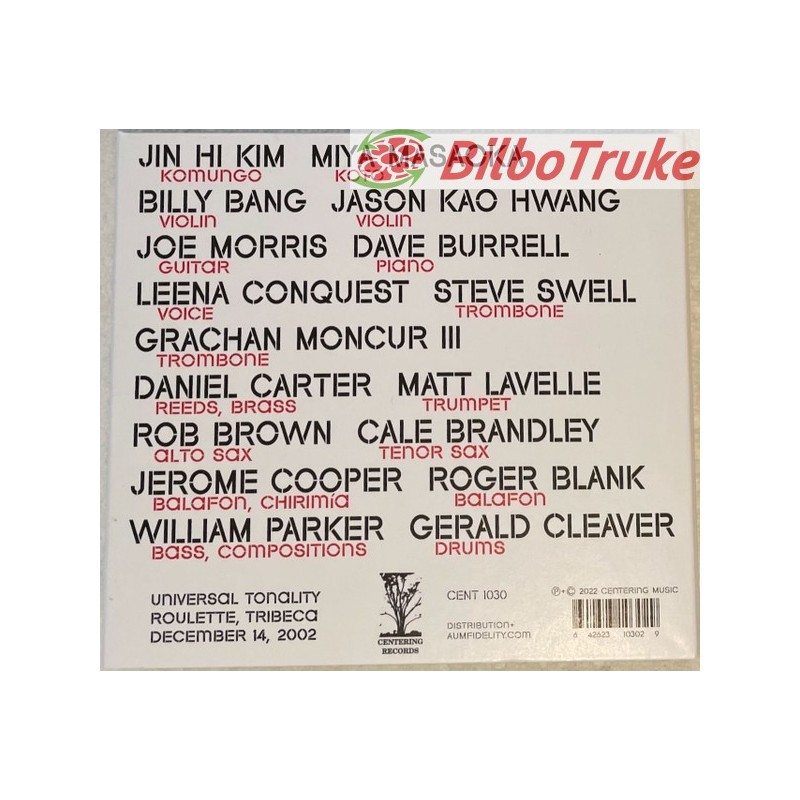 BilboTruke
JIN HI KIM MIYA MASAOKA
KOMUNGO KOTO
BILLY BANG JASON KAO HWANG
VIOLIN VIOLIN
JOE MORRIS DAVE BURRELL
GUITAR PIANO
LEENA CONQUEST STEVE SWELL
VOICE TROMBONE
GRACHAN MONCUR III
TROMBONE
DANIEL CARTER MATT LAVELLE
REEDS, BRASS TRUMPET
ROB BROWN CALE BRANDLEY
ALTO SAX TENOR SAX
JEROME COOPER ROGER BLANK
BALAFON, CHIRIMÍA BALAFON
WILLIAM PARKER GERALD CLEAVER
BASS, COMPOSITIONS DRUMS
UNIVERSAL TONALITY
ROULETTE, TRIBECA
DECEMBER 14, 2002
CENTERING
RECORDS
CENT 1030
DISTRIBUTION+
AUMFIDELITY.COM
℗+© 2022 CENTERING MUSIC
6 42623 10302 9